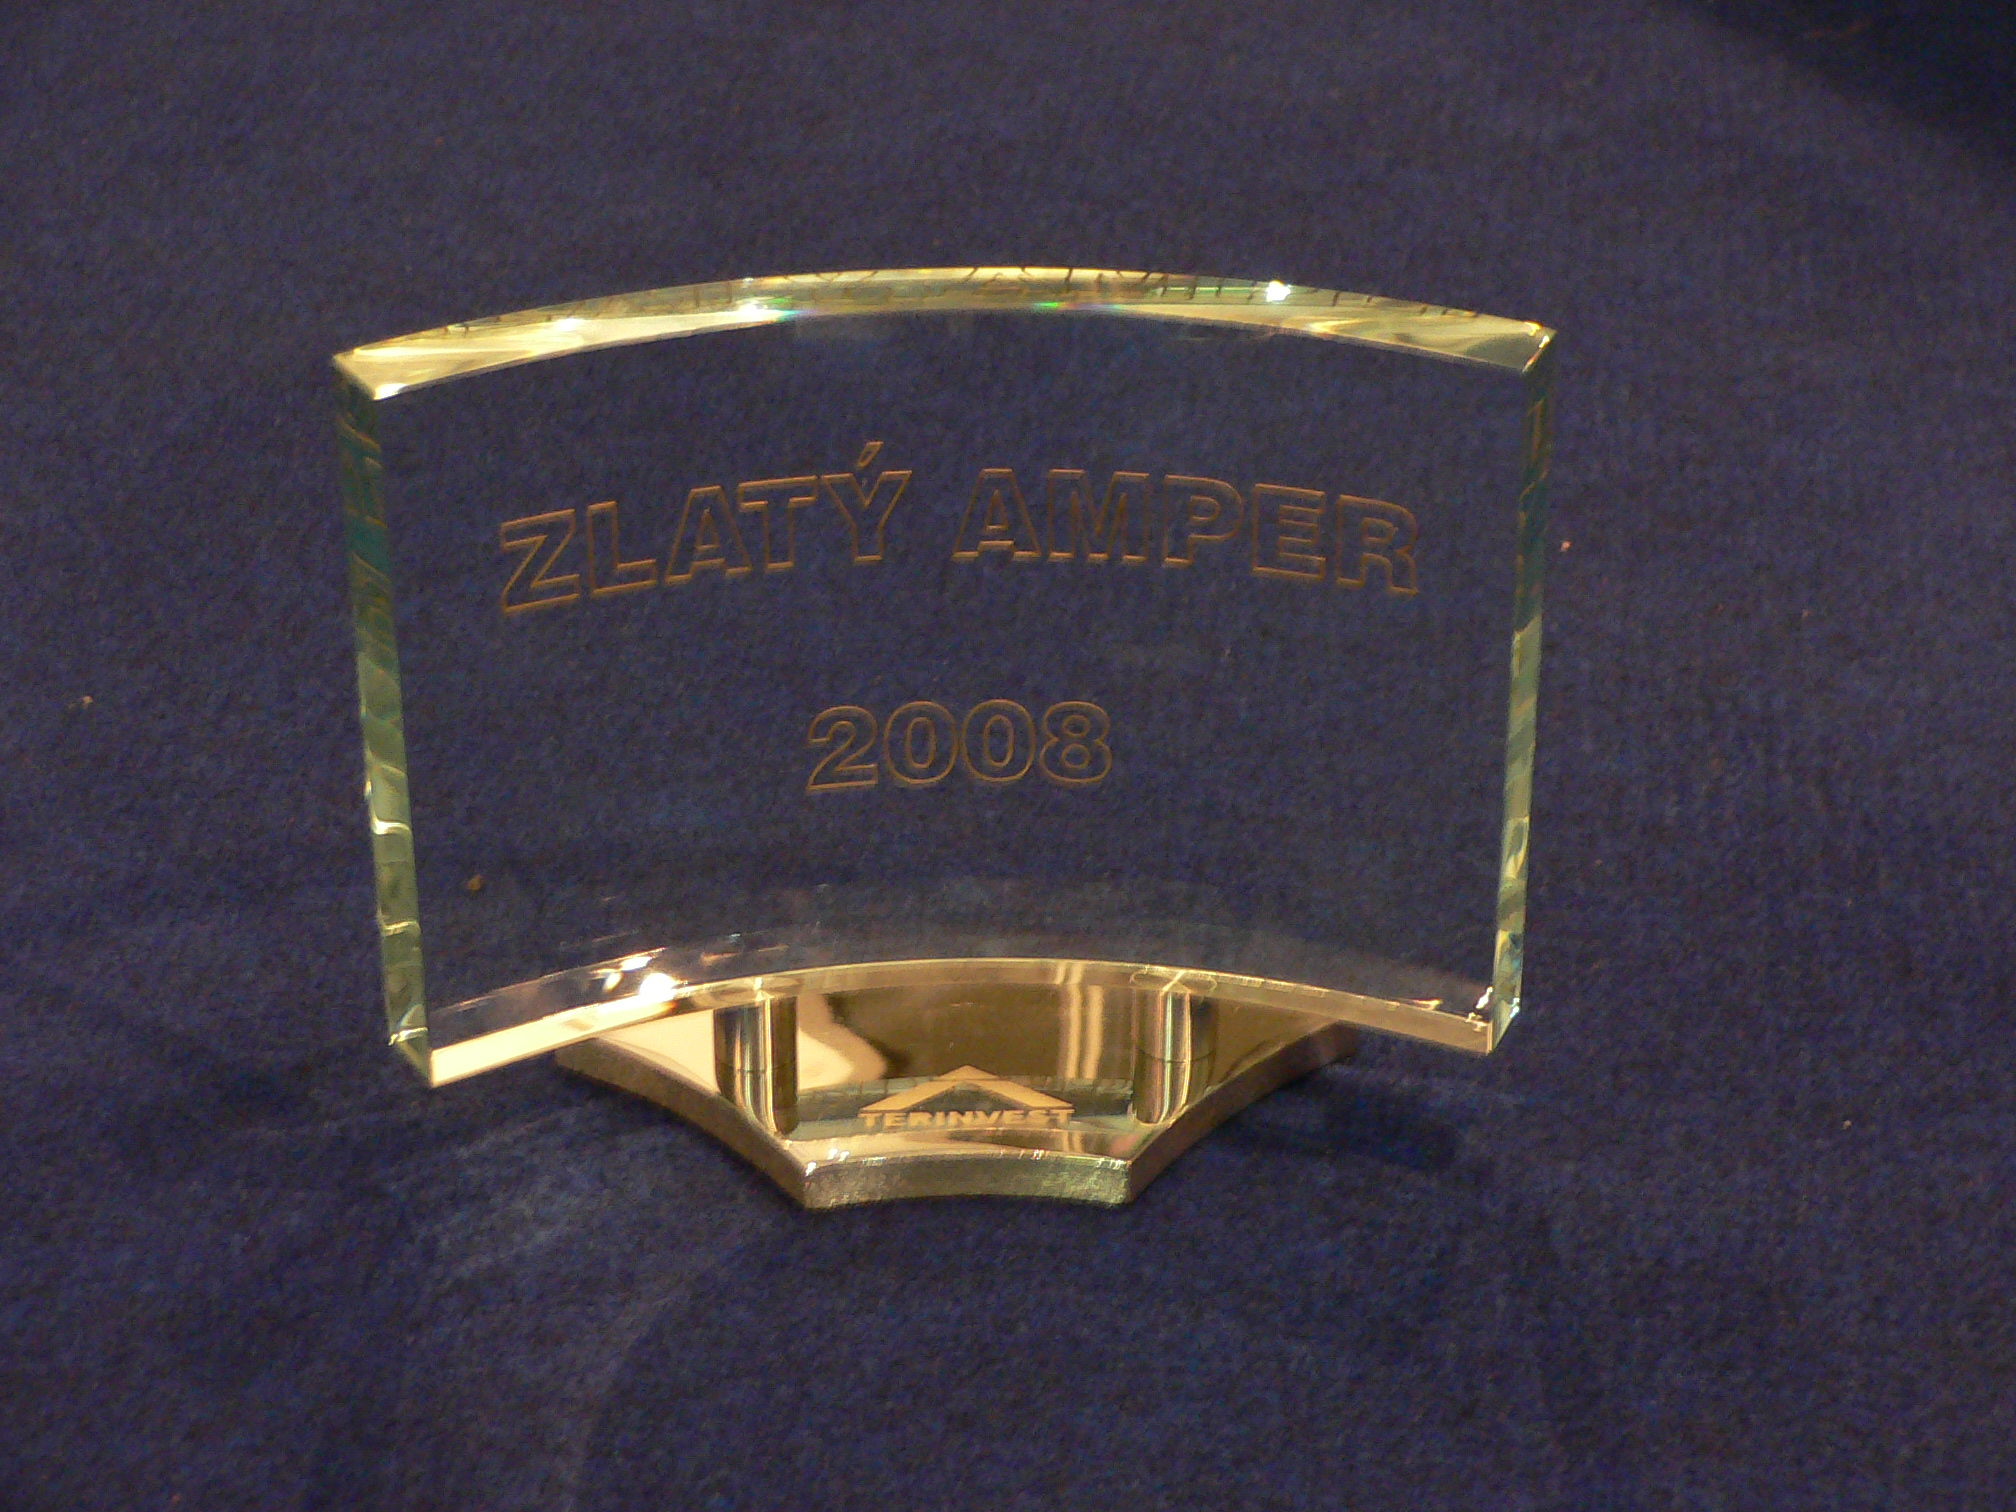 ZLATÝ AMPER
2008
TERINVEST